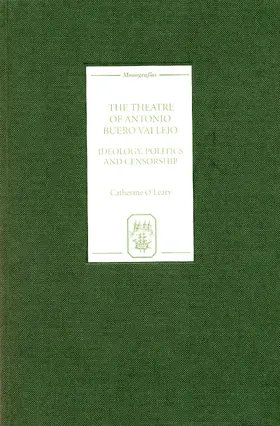 Monografías
THE THEATRE
OF ANTONIO
BUERO VALLEJO
IDEOLOGY, POLITICS
AND CENSORSHIP
Catherine O'Leary